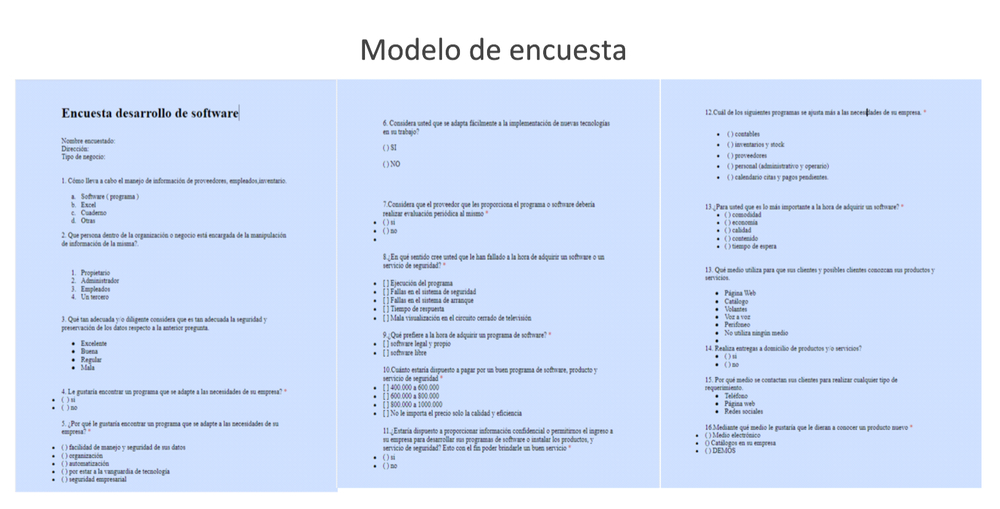 Modelo de encuesta
Encuesta desarrollo de software
Nombre encuestado:
Dirección:
Tipo de negocio:
1. Cómo lleva a cabo el manejo de información de proveedores, empleados,inventario.
a. Software ( programa )
b. Excel
c. Cuaderno
d. Otras
2. Que persona dentro de la organización o negocio está encargada de la manipulación
de información de la misma?.
1. Propietario
2. Administrador
3. Empleados
4. Un tercero
3. Qué tan adecuada y/o diligente considera que es tan adecuada la seguridad y
preservación de los datos respecto a la anterior pregunta.
• Excelente
• Buena
• Regular
• Mala
4. Le gustaría encontrar un programa que se adapte a las necesidades de su empresa? *
• ( ) si
• ( ) no
5. ¿Por qué le gustaría encontrar un programa que se adapte a las necesidades de su
empresa? *
• ( ) facilidad de manejo y seguridad de sus datos
• ( ) organización
• ( ) automatización
• ( ) por estar a la vanguardia de tecnología
• ( ) seguridad empresarial
6. Considera usted que se adapta fácilmente a la implementación de nuevas tecnologías
en su trabajo?
( ) SI
( ) NO
7.Considera que el proveedor que les proporciona el programa o software debería
realizar evaluación periódica al mismo *
• ( ) si
• ( ) no
•
8.¿En qué sentido cree usted que le han fallado a la hora de adquirir un software o un
servicio de seguridad? *
• [ ] Ejecución del programa
• [ ] Fallas en el sistema de seguridad
• [ ] Fallas en el sistema de arranque
• [ ] Tiempo de respuesta
• [ ] Mala visualización en el circuito cerrado de televisión
9.¿Qué prefiere a la hora de adquirir un programa de software? *
• [ ] software legal y propio
• [ ] software libre
10.Cuánto estaría dispuesto a pagar por un buen programa de software, producto y
servicio de seguridad *
• [ ] 400.000 a 600.000
• [ ] 600.000 a 800.000
• [ ] 800.000 a 1000.000
• [ ] No le importa el precio solo la calidad y eficiencia
11.¿Estaría dispuesto a proporcionar información confidencial o permitirnos el ingreso a
su empresa para desarrollar sus programas de software o instalar los productos, y
servicio de seguridad? Esto con el fin poder brindarle un buen servicio *
• ( ) si
• ( ) no
12.Cuál de los siguientes programas se ajusta más a las necesidades de su empresa. *
• ( ) contables
• ( ) inventarios y stock
• ( ) proveedores
• ( ) personal (administrativo y operario)
• ( ) calendario citas y pagos pendientes.
13.¿Para usted que es lo más importante a la hora de adquirir un software? *
• ( ) comodidad
• ( ) economía
• ( ) calidad
• ( ) contenido
• ( ) tiempo de espera
13. Qué medio utiliza para que sus clientes y posibles clientes conozcan sus productos y
servicios.
• Página Web
• Catálogo
• Volantes
• Voz a voz
• Perifoneo
• No utiliza ningún medio
•
14. Realiza entregas a domicilio de productos y/o servicios?
• ( ) si
• ( ) no
15. Por qué medio se contactan sus clientes para realizar cualquier tipo de
requerimiento.
• Teléfono
• Página web
• Redes sociales
16.Mediante qué medio le gustaría que le dieran a conocer un producto nuevo *
• ( ) Medio electrónico
• () Catálogos en su empresa
• ( ) DEMOS